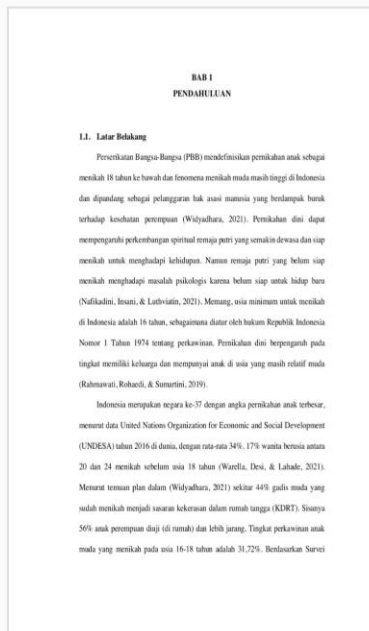 BAB 1
PENDAHULUAN
1.1. Latar Belakang
Perserikatan Bangsa-Bangsa (PBB) mendefinisikan pernikahan anak sebagai
menikah 18 tahun ke bawah dan fenomena menikah muda masih tinggi di Indonesia
dan dipandang sebagai pelanggaran hak asasi manusia yang berdampak buruk
terhadap kesehatan perempuan (Widyadhara, 2021). Pernikahan dini dapat
mempengaruhi perkembangan spiritual remaja putri yang semakin dewasa dan siap
menikah untuk menghadapi kehidupan. Namun remaja putri yang belum siap
menikah menghadapi masalah psikologis karena belum siap untuk hidup baru
(Nafikadini, Insani, & Luthviatin, 2021). Memang, usia minimum untuk menikah
di Indonesia adalah 16 tahun, sebagaimana diatur oleh hukum Republik Indonesia
Nomor 1 Tahun 1974 tentang perkawinan. Pernikahan dini berpengaruh pada
tingkat memiliki keluarga dan mempunyai anak di usia yang masih relatif muda
(Rahmawati, Rohaedi, & Sumartini, 2019).
Indonesia merupakan negara ke-37 dengan angka pernikahan anak terbesar,
menurut data United Nations Organization for Economic and Social Development
(UNDESA) tahun 2016 di dunia, dengan rata-rata 34%. 17% wanita berusia antara
20 dan 24 menikah sebelum usia 18 tahun (Warella, Desi, & Lahade, 2021).
Menurut temuan plan dalam (Widyadhara, 2021) sekitar 44% gadis muda yang
sudah menikah menjadi sasaran kekerasan dalam rumah tangga (KDRT). Sisanya
56% anak perempuan diuji (di rumah) dan lebih jarang. Tingkat perkawinan anak
muda yang menikah pada usia 16-18 tahun adalah 31,72%. Berdasarkan Survei